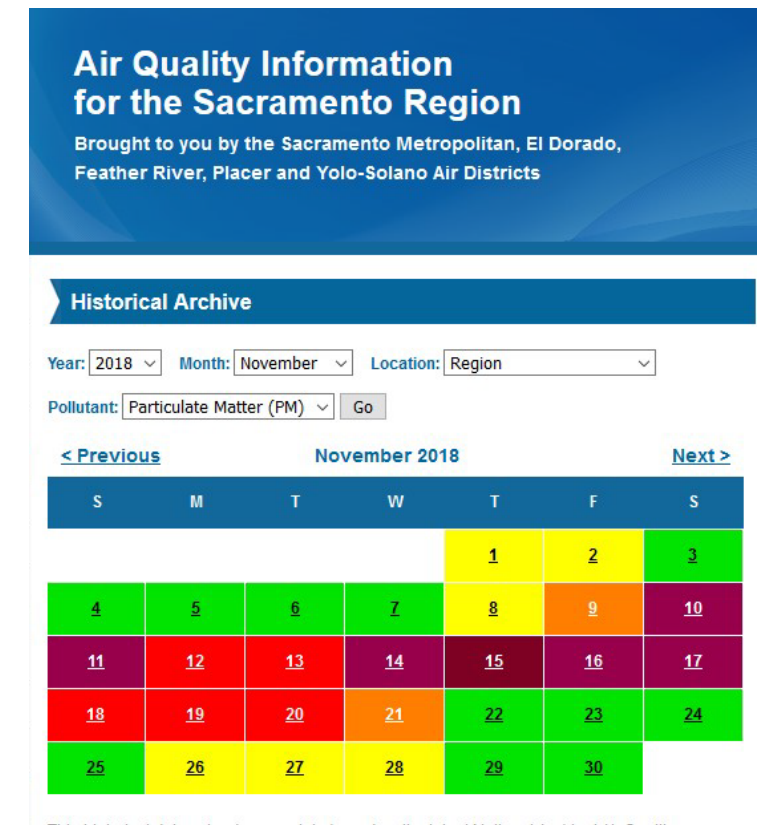 Air Quality Information
for the Sacramento Region
Brought to you by the Sacramento Metropolitan, El Dorado,
Feather River, Placer and Yolo-Solano Air Districts
Historical Archive
Year: 2018 Month: November Location: Region
Pollutant: Particulate Matter (PM) Go
< Previous November 2018 Next >
S M T W T F S
1 2 3
4 5 6 7 8 9 10
11 12 13 14 15 16 17
18 19 20 21 22 23 24
25 26 27 28 29 30